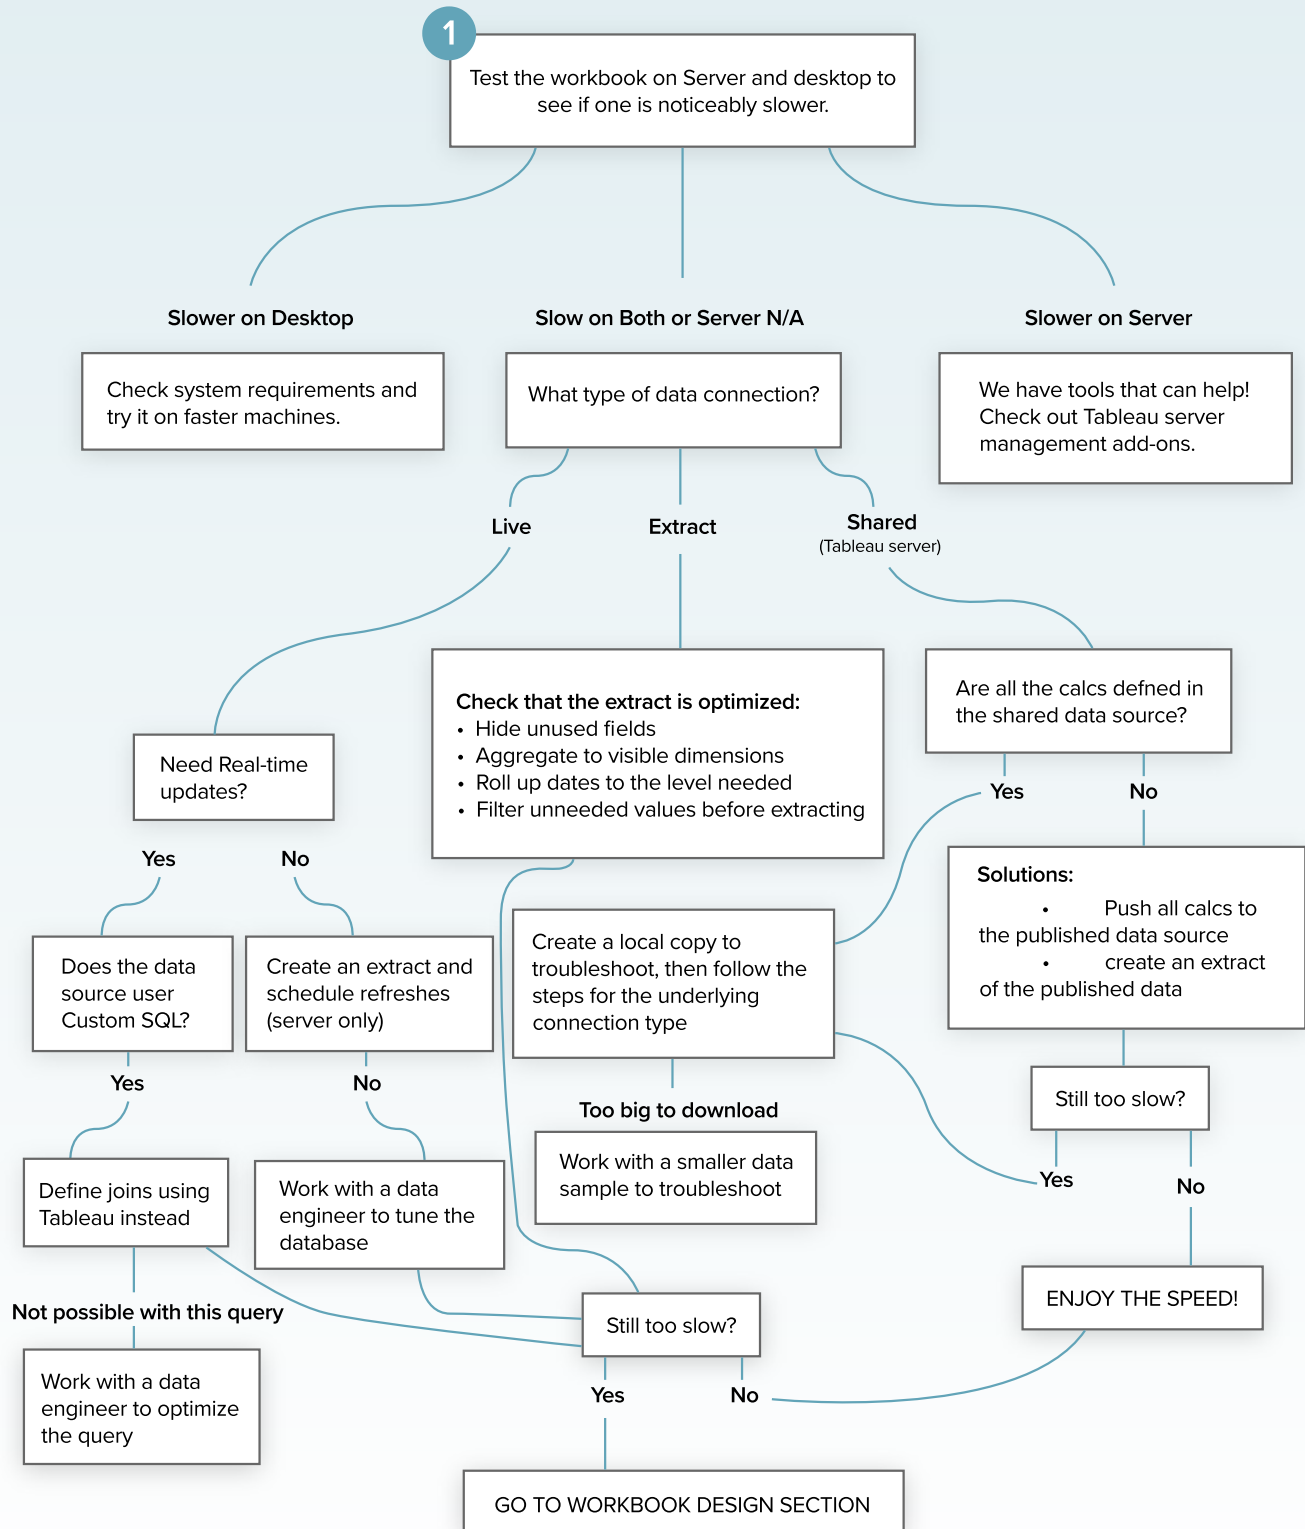 1
Test the workbook on Server and desktop to
see if one is noticeably slower.
Slower on Desktop
Slow on Both or Server N/A
Slower on Server
Check system requirements and
try it on faster machines.
What type of data connection?
We have tools that can help!
Check out Tableau server
management add-ons.
Live
Extract
Shared
(Tableau server)
Need Real-time
updates?
Check that the extract is optimized:
• Hide unused fields
• Aggregate to visible dimensions
• Roll up dates to the level needed
• Filter unneeded values before extracting
Are all the calcs defned in
the shared data source?
Yes
No
Yes
No
Does the data
source user
Custom SQL?
Create an extract and
schedule refreshes
(server only)
Create a local copy to
troubleshoot, then follow the
steps for the underlying
connection type
Solutions:
• Push all calcs to
the published data source
• create an extract
of the published data
Yes
No
Too big to download
Still too slow?
Define joins using
Tableau instead
Work with a data
engineer to tune the
database
Work with a smaller data
sample to troubleshoot
Yes
No
Not possible with this query
Still too slow?
ENJOY THE SPEED!
Work with a data
engineer to optimize
the query
Yes
No
GO TO WORKBOOK DESIGN SECTION